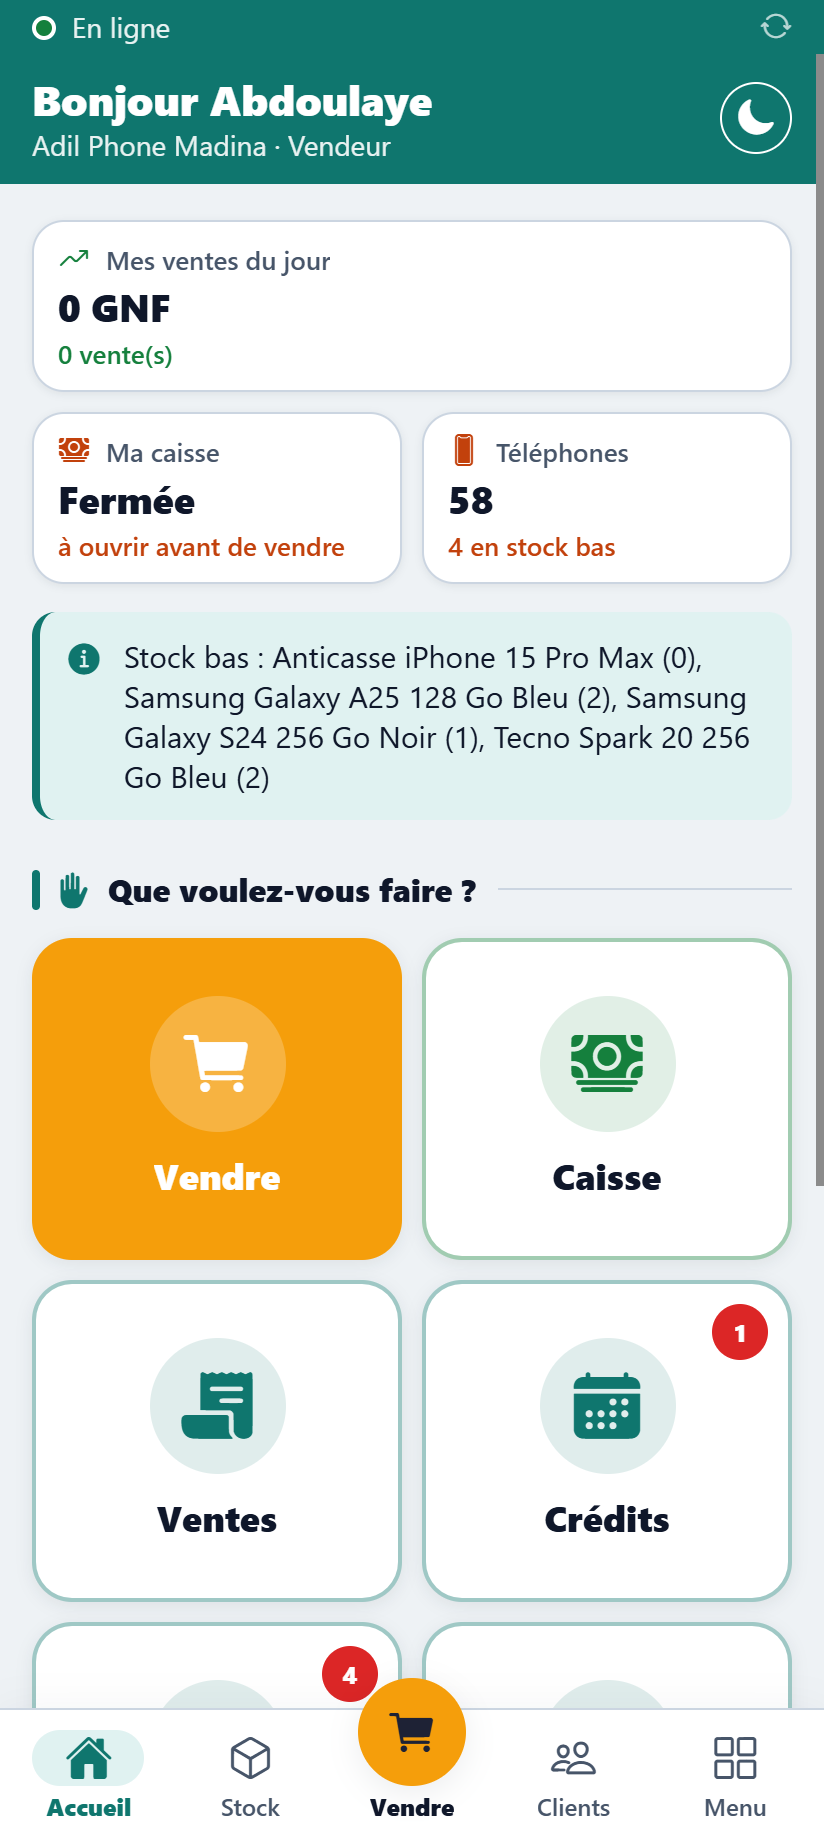 En ligne
Bonjour Abdoulaye
Adil Phone Madina · Vendeur
Mes ventes du jour
0 GNF
0 vente(s)
Ma caisse
Fermée
à ouvrir avant de vendre
Téléphones
58
4 en stock bas
Stock bas : Anticasse iPhone 15 Pro Max (0),
Samsung Galaxy A25 128 Go Bleu (2), Samsung
Galaxy S24 256 Go Noir (1), Tecno Spark 20 256
Go Bleu (2)
Que voulez-vous faire ?
Vendre
Caisse
Ventes
1
Crédits
4
Accueil
Stock
Vendre
Clients
Menu